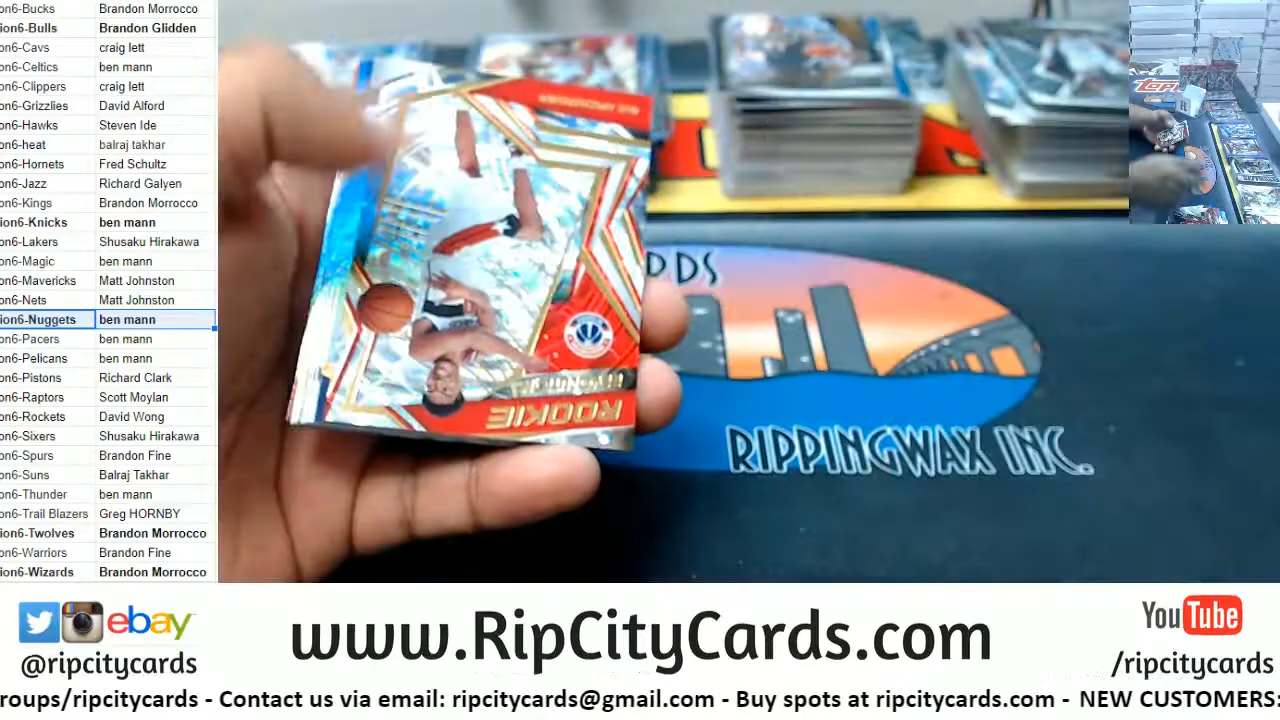 on6-Bucks Brandon Morrocco
ion6-Bulls Brandon Glidden
on6-Cavs craig lett
on6-Celtics ben mann
on6-Clippers craig lett
on6-Grizzlies David Alford
on6-Hawks Steven Ide
on6-heat balraj takhar
on6-Hornets Fred Schultz
on6-Jazz Richard Galyen
on6-Kings Brandon Morrocco
ion6-Knicks ben mann
on6-Lakers Shusaku Hirakawa
on6-Magic ben mann
on6-Mavericks Matt Johnston
on6-Nets Matt Johnston
ion6-Nuggets ben mann
on6-Pacers ben mann
on6-Pelicans ben mann
on6-Pistons Richard Clark
on6-Raptors Scott Moylan
on6-Rockets David Wong
on6-Sixers Shusaku Hirakawa
on6-Spurs Brandon Fine
on6-Suns Balraj Takhar
on6-Thunder ben mann
on6-Trail Blazers Greg HORNBY
ion6-Twolves Brandon Morrocco
on6-Warriors Brandon Fine
ion6-Wizards Brandon Morrocco
ROOKIE
RDS
RIPPINGWAX INC.
ebay
@ripcitycards
www.RipCityCards.com
YouTube
/ripcitycards
groups/ripcitycards - Contact us via email: ripcitycards@gmail.com - Buy spots at ripcitycards.com - NEW CUSTOMERS: